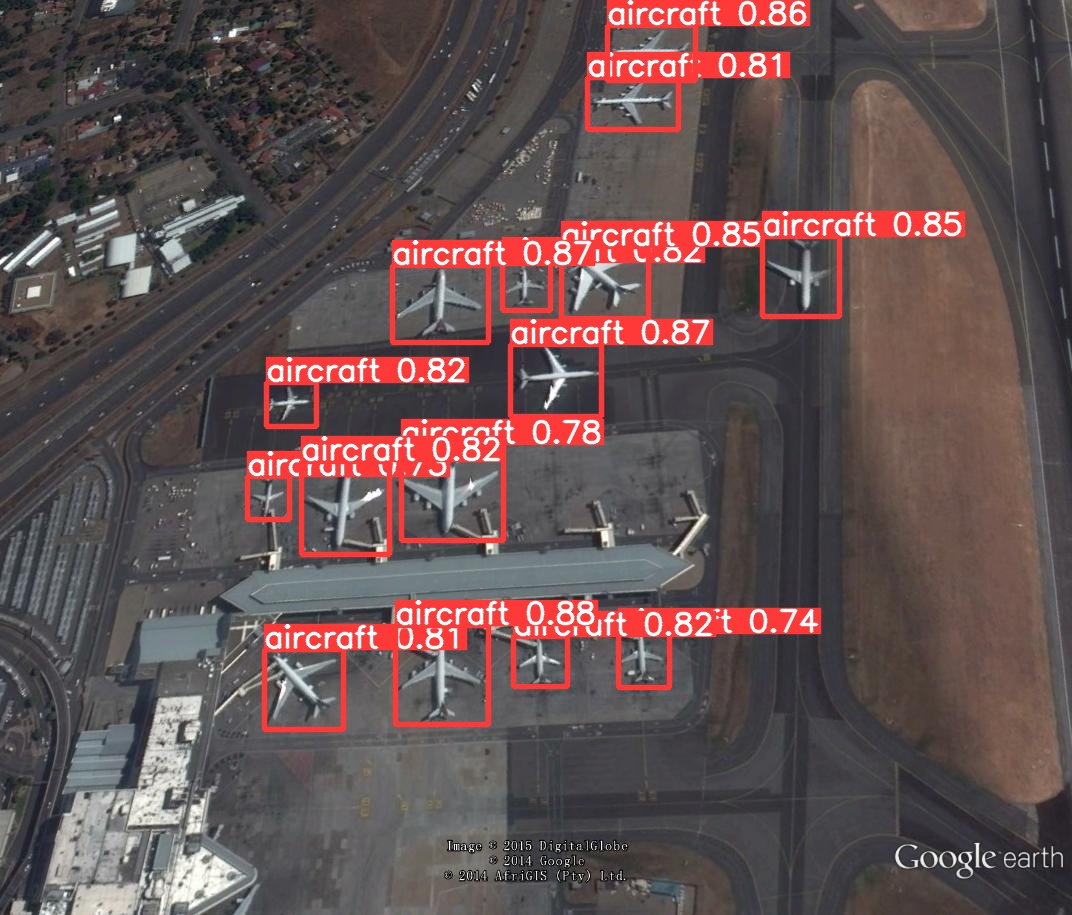 aircraft 0.86
aircraft 0.81
aircraft 0.85
aircraft 0.85
aircraft 0.87
0.82
aircraft 0.87
aircraft 0.82
aircraft 0.78
aircraft 0.82
aircraft 0.88
aircraft 0.82
0.74
aircraft 0.81
Image © 2015 DigitalGlobe
© 2014 Google
© 2014 AfriGIS (Pty) Ltd.
Google earth